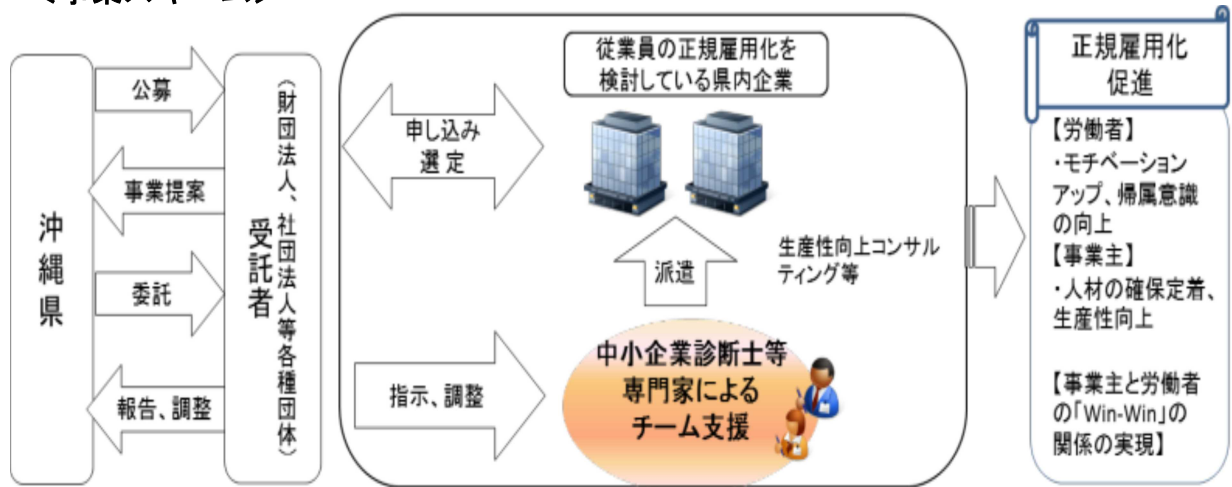 沖縄県
公募
事業提案
委託
報告、調整
受託者
（財団法人、社団法人等各種団体）
従業員の正規雇用化を
検討している県内企業
申し込み
選定
派遣
生産性向上コンサル
ティング等
指示、調整
中小企業診断士等
専門家による
チーム支援
正規雇用化
促進
【労働者】
・モチベーション
アップ、帰属意識
の向上
【事業主】
・人材の確保定着、
生産性向上
【事業主と労働者
の「Win-Win」の
関係の実現】